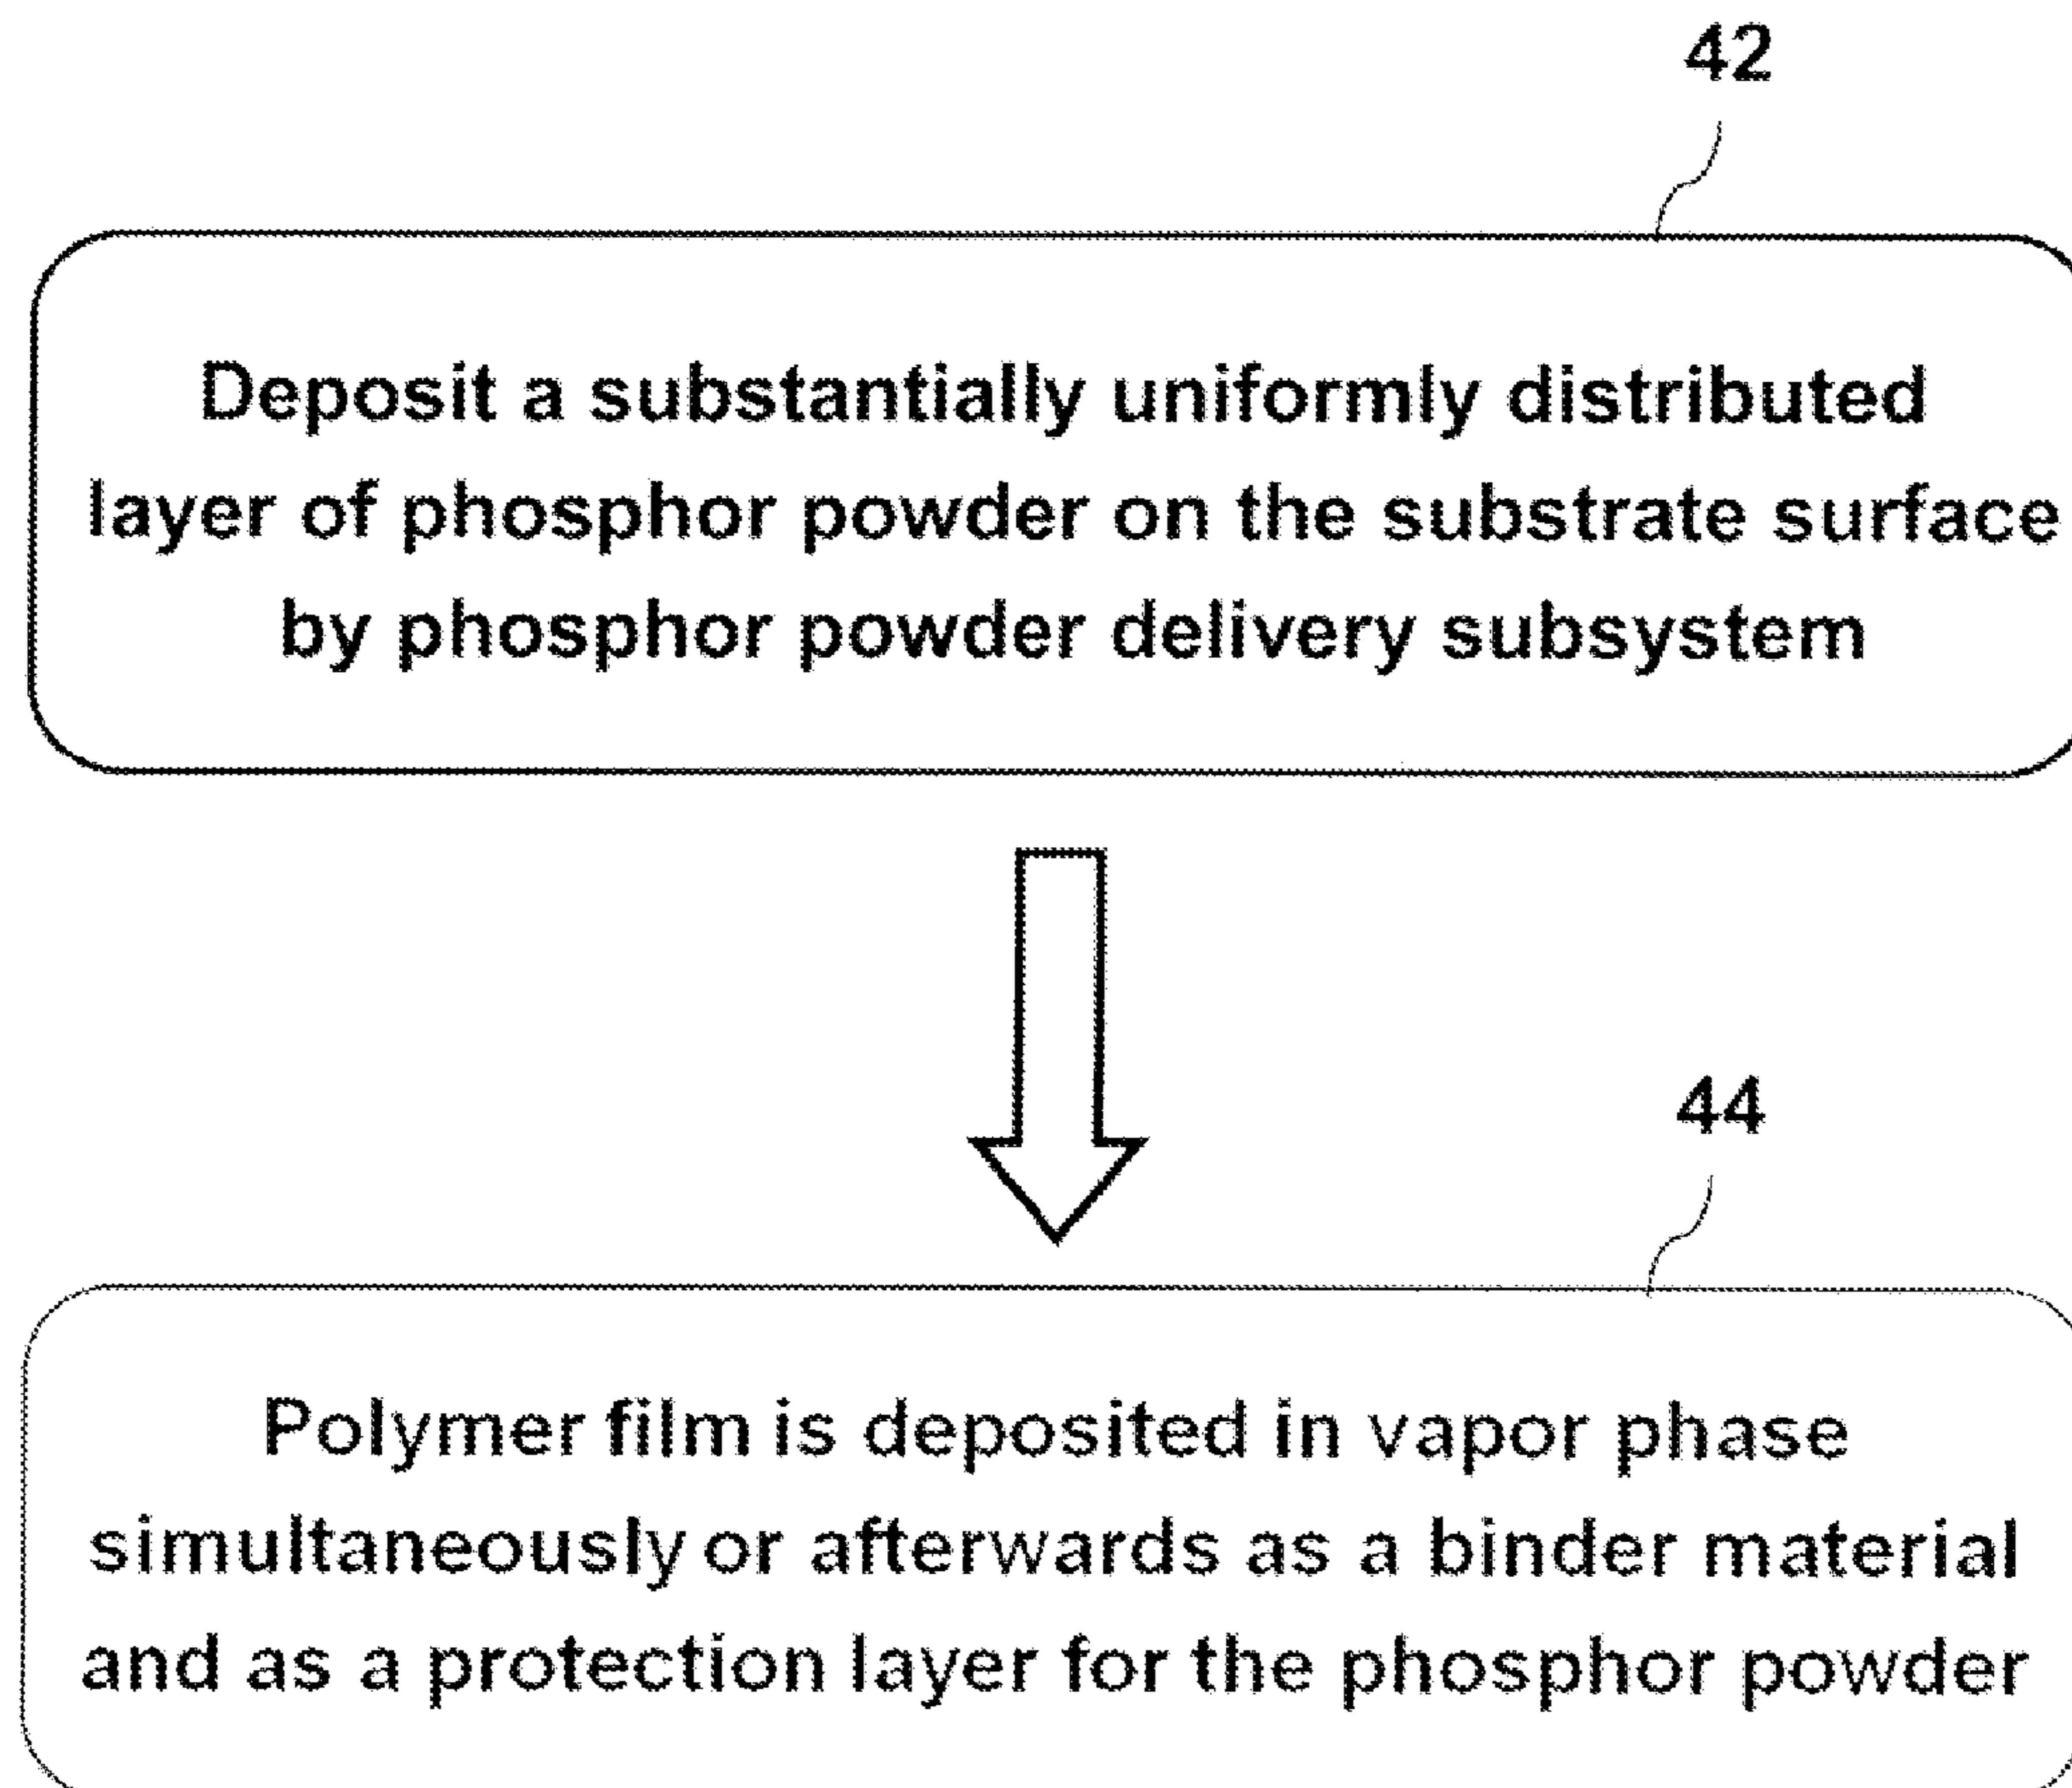 42
Deposit a substantially uniformly distributed
layer of phosphor powder on the substrate surface
by phosphor powder delivery subsystem
44
Polymer film is deposited in vapor phase
simultaneously or afterwards as a binder material
and as a protection layer for the phosphor powder